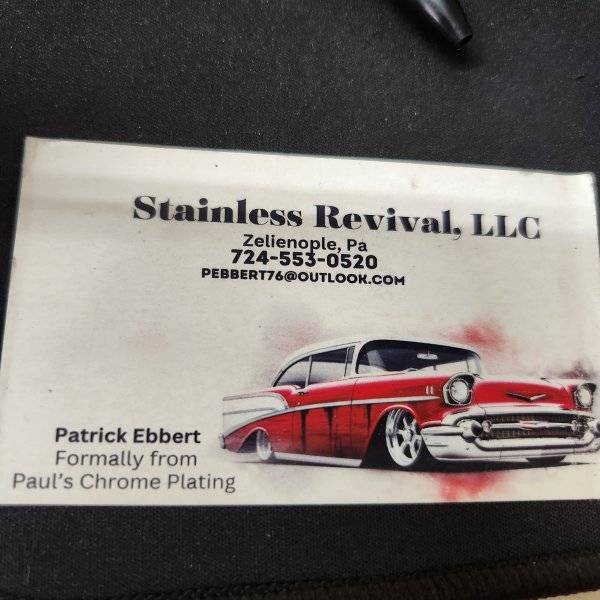 Stainless Revival, LLC
Zelienople, Pa
724-553-0520
PEBBERT76@OUTLOOK.COM
Patrick Ebbert
Formally from
Paul's Chrome Plating